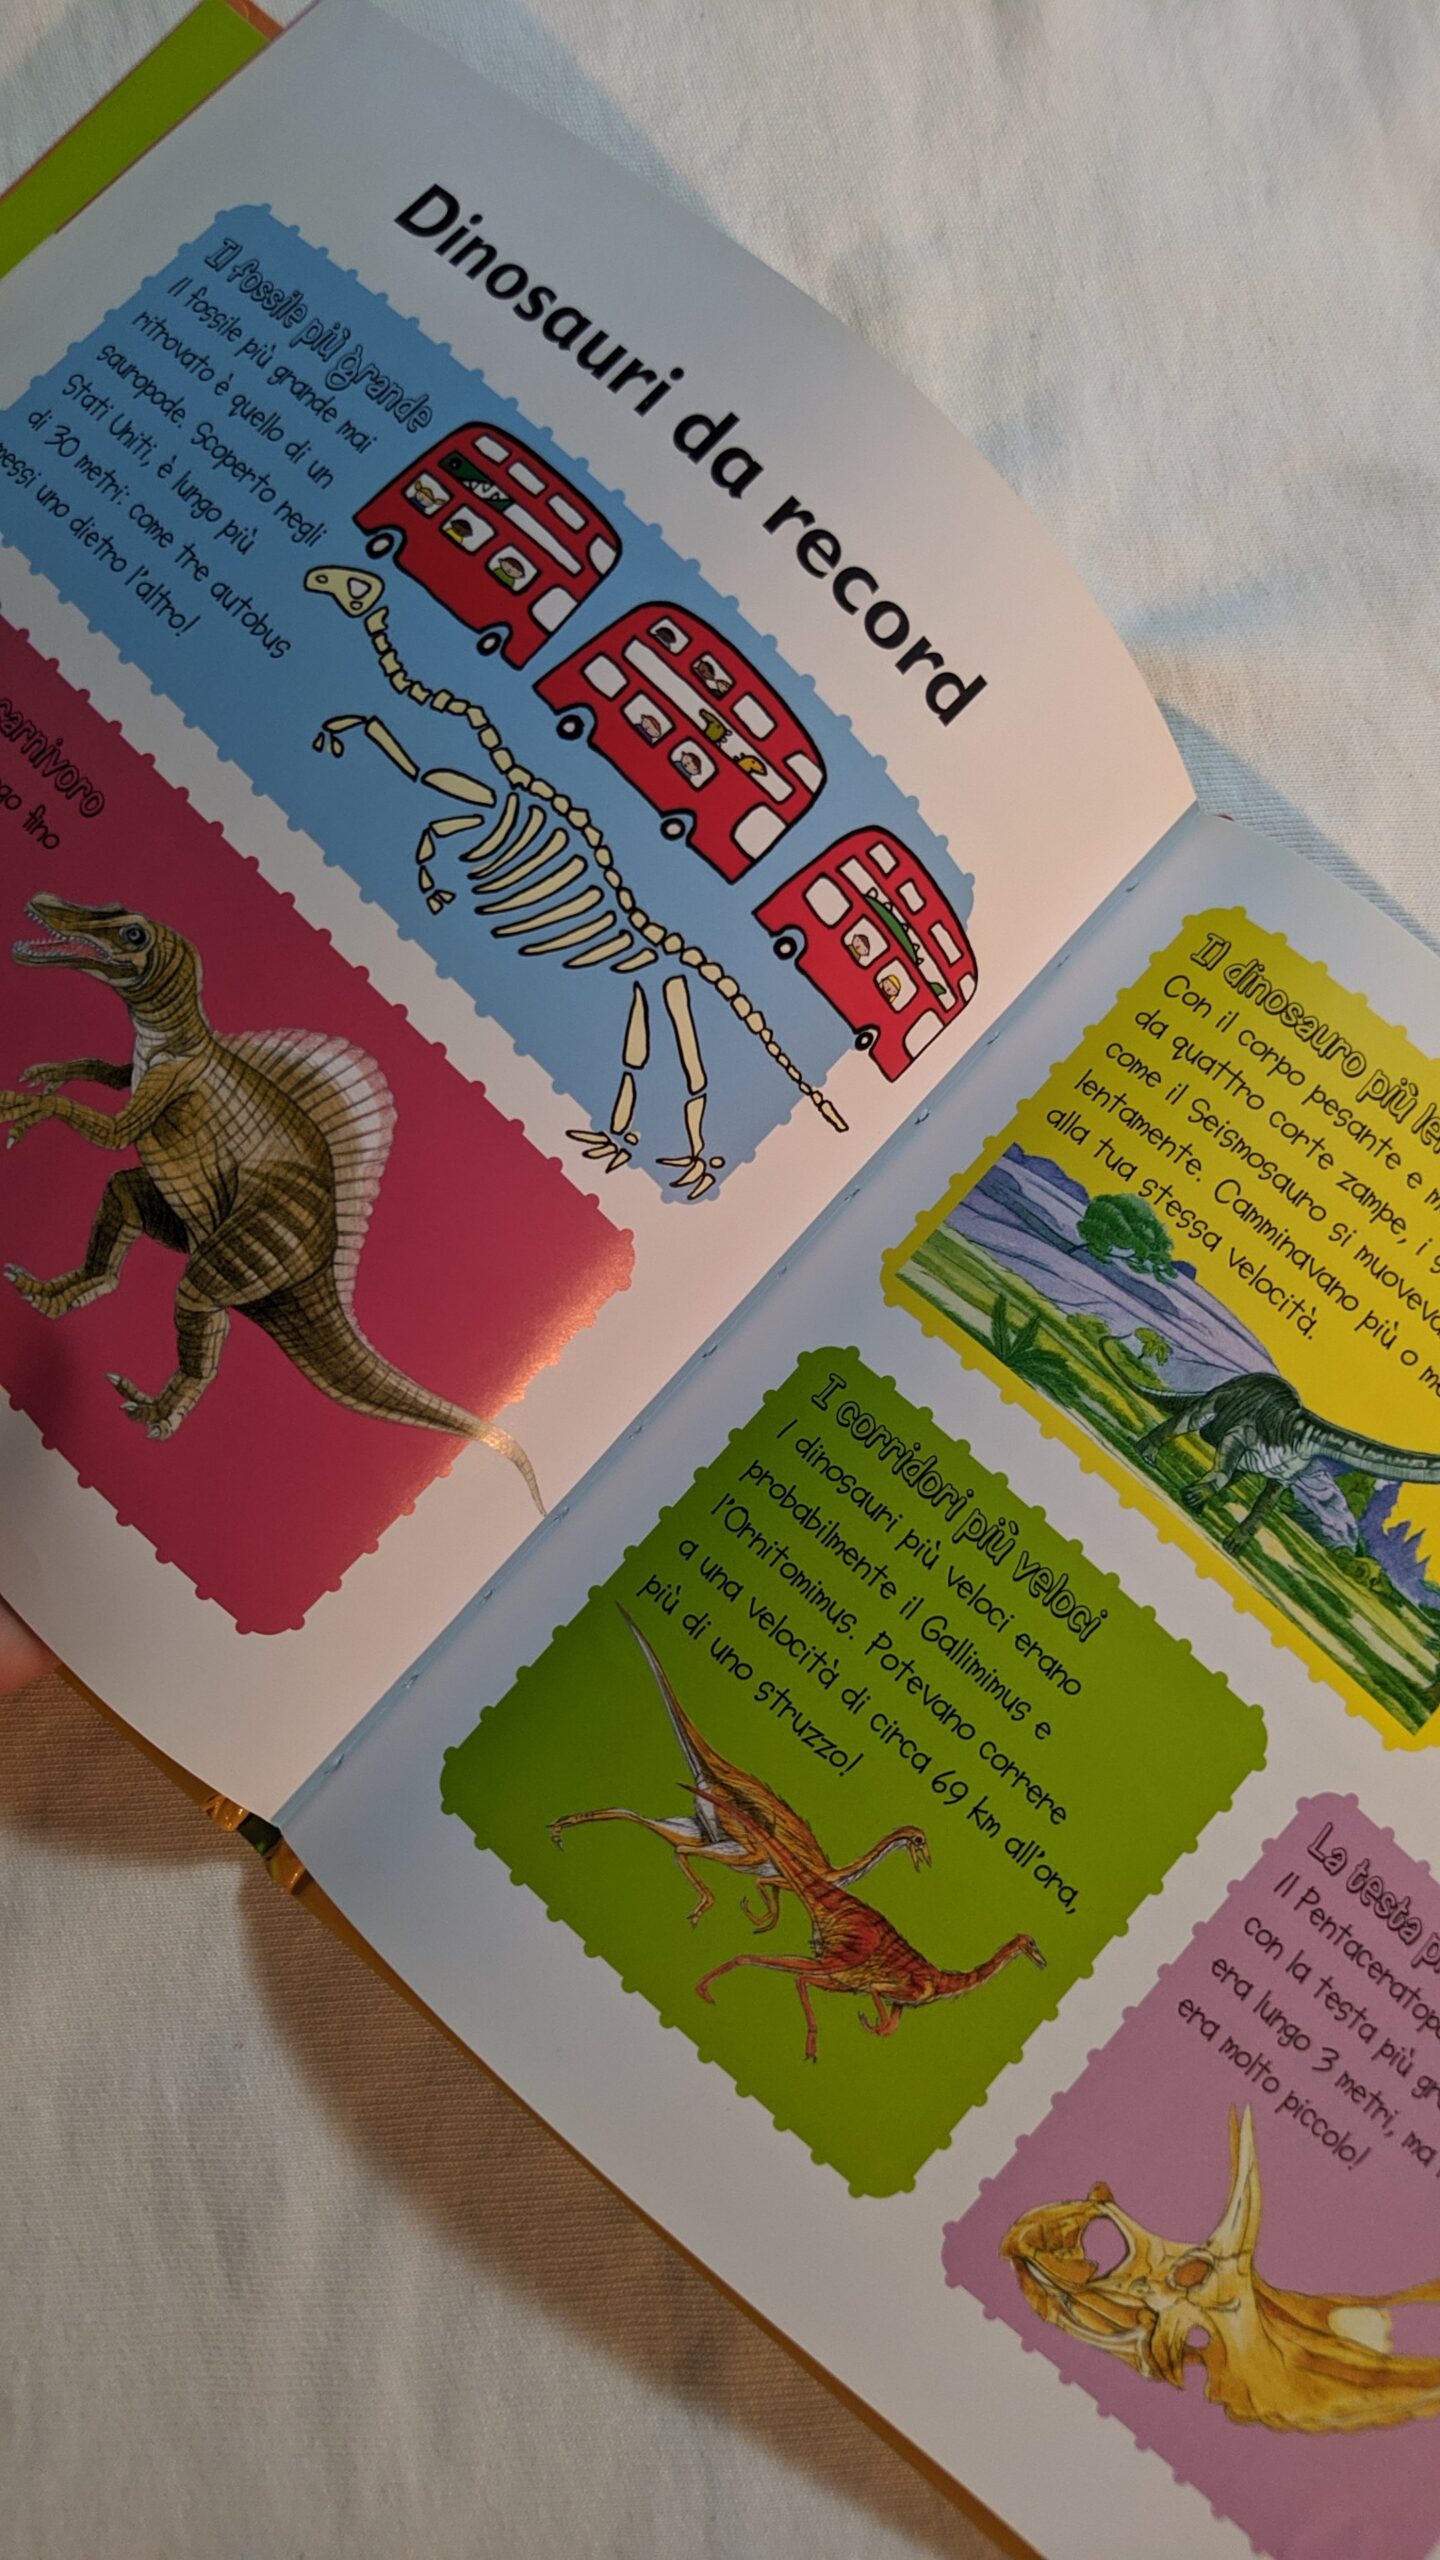 Dinosauri da record
Il fossile più grande
Il fossile più grande mai
ritrovato è quello di un
sauropode. Scoperto negli
Stati Uniti, è lungo più
di 30 metri: come tre autobus
messi uno dietro l'altro!
carnivoro
fino
Il dinosauro più
Con il corpo pesante e
da quattro corte zampe, i
come il Seismosauro si
lentamente. Camminavano più o
alla tua stessa velocità.
I corridori più veloci
I dinosauri più veloci erano
probabilmente il Gallimimus e
l'Ornitomimus. Potevano correre
a una velocità di circa 69 km all'ora,
più di uno struzzo!
La testa
Il
con la testa più
era lungo 3 metri, ma
era molto piccolo!